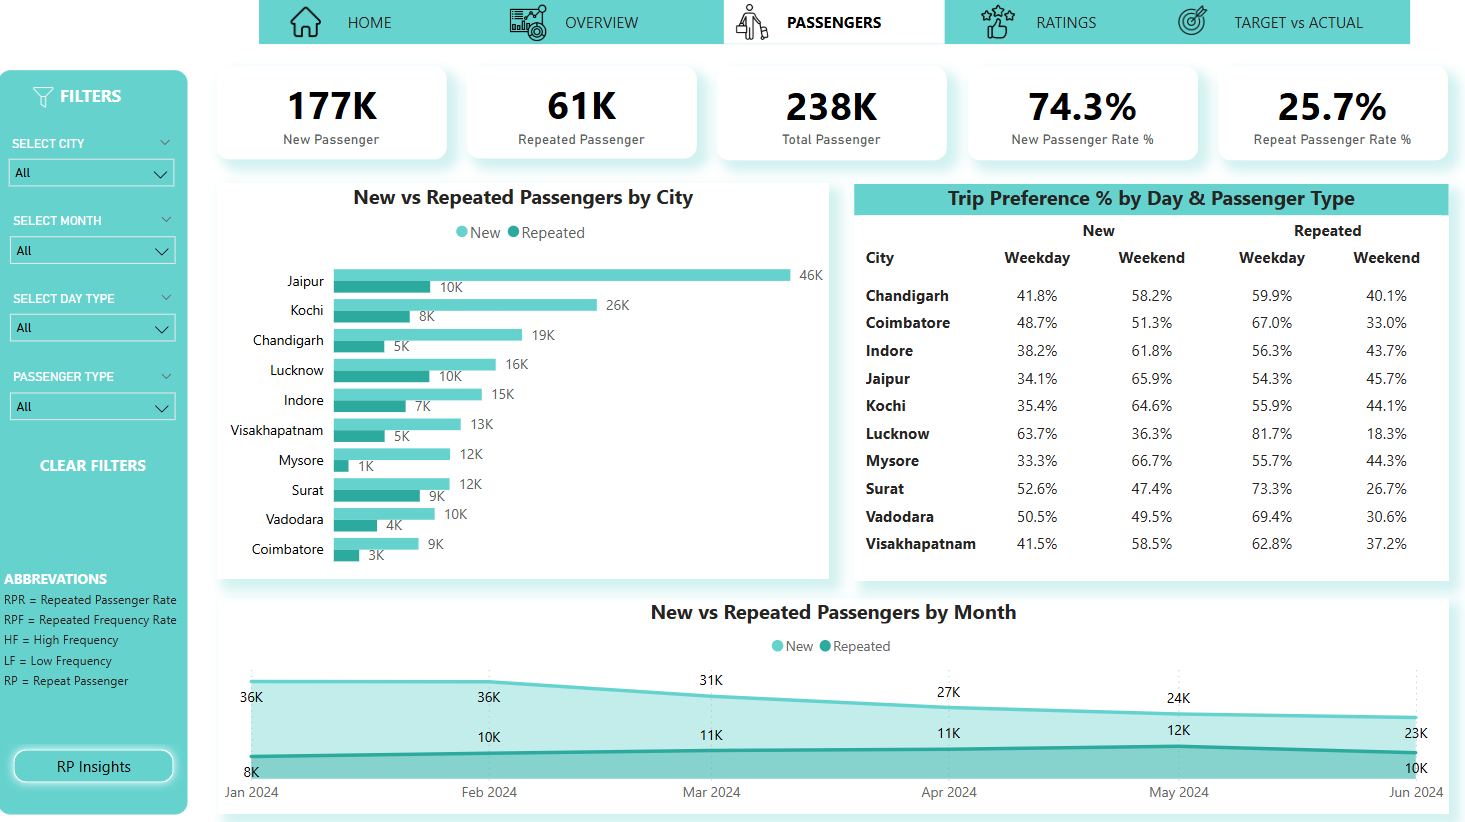 HOME OVERVIEW PASSENGERS RATINGS TARGET vs ACTUAL
FILTERS
SELECT CITY
All
SELECT MONTH
All
SELECT DAY TYPE
All
PASSENGER TYPE
All
CLEAR FILTERS
ABBREVATIONS
RPR = Repeated Passenger Rate
RPF = Repeated Frequency Rate
HF = High Frequency
LF = Low Frequency
RP = Repeat Passenger
RP Insights
177K
New Passenger
61K
Repeated Passenger
238K
Total Passenger
74.3%
New Passenger Rate %
25.7%
Repeat Passenger Rate %
New vs Repeated Passengers by City
New Repeated
Jaipur 46K
10K
Kochi 26K
8K
Chandigarh 19K
5K
Lucknow 16K
10K
Indore 15K
7K
Visakhapatnam 13K
5K
Mysore 12K
1K
Surat 12K
9K
Vadodara 10K
4K
Coimbatore 9K
3K
Trip Preference % by Day & Passenger Type
New Repeated
City Weekday Weekend Weekday Weekend
Chandigarh 41.8% 58.2% 59.9% 40.1%
Coimbatore 48.7% 51.3% 67.0% 33.0%
Indore 38.2% 61.8% 56.3% 43.7%
Jaipur 34.1% 65.9% 54.3% 45.7%
Kochi 35.4% 64.6% 55.9% 44.1%
Lucknow 63.7% 36.3% 81.7% 18.3%
Mysore 33.3% 66.7% 55.7% 44.3%
Surat 52.6% 47.4% 73.3% 26.7%
Vadodara 50.5% 49.5% 69.4% 30.6%
Visakhapatnam 41.5% 58.5% 62.8% 37.2%
New vs Repeated Passengers by Month
New Repeated
36K 36K 31K 27K 24K 23K
8K 10K 11K 11K 12K 10K
Jan 2024 Feb 2024 Mar 2024 Apr 2024 May 2024 Jun 2024